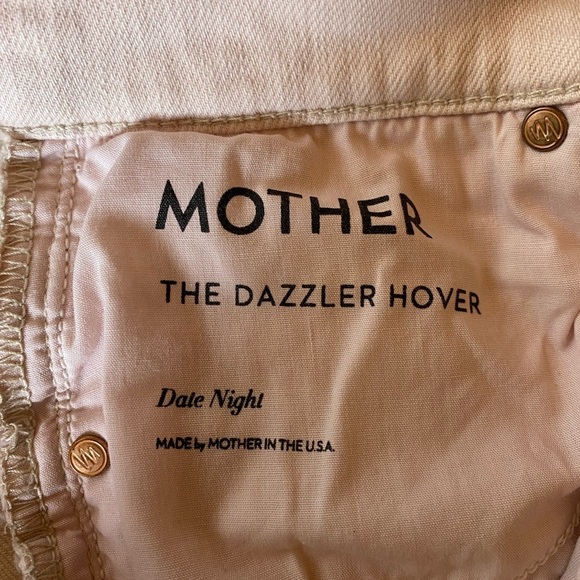 MOTHER
THE DAZZLER HOVER
Date Night
MADE by MOTHER IN THE U.S.A.